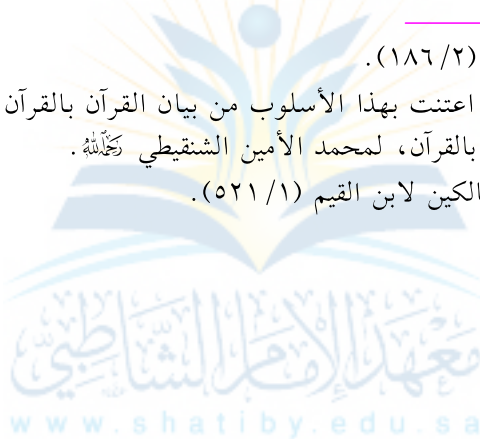 (٢/ ١٨٦).
اعتنت بهذا الأسلوب من بيان القرآن بالقرآن
بالقرآن، لمحمد الأمين الشنقيطي رحمه الله.
الكين لابن القيم (١/ ٥٢١).
معهد الإمام الشاطبي
www.shatiby.edu.sa